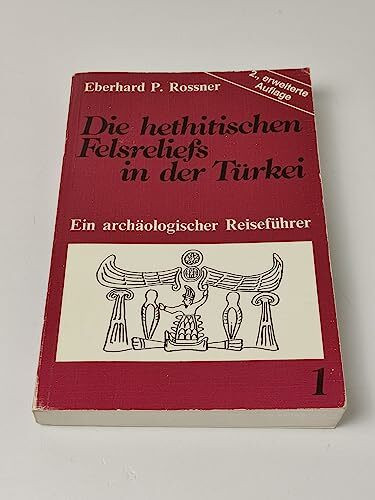 Eberhard P. Rossner
2., erweiterte
Auflage
Die hethitischen
Felsreliefs
in der Türkei
Ein archäologischer Reiseführer
1